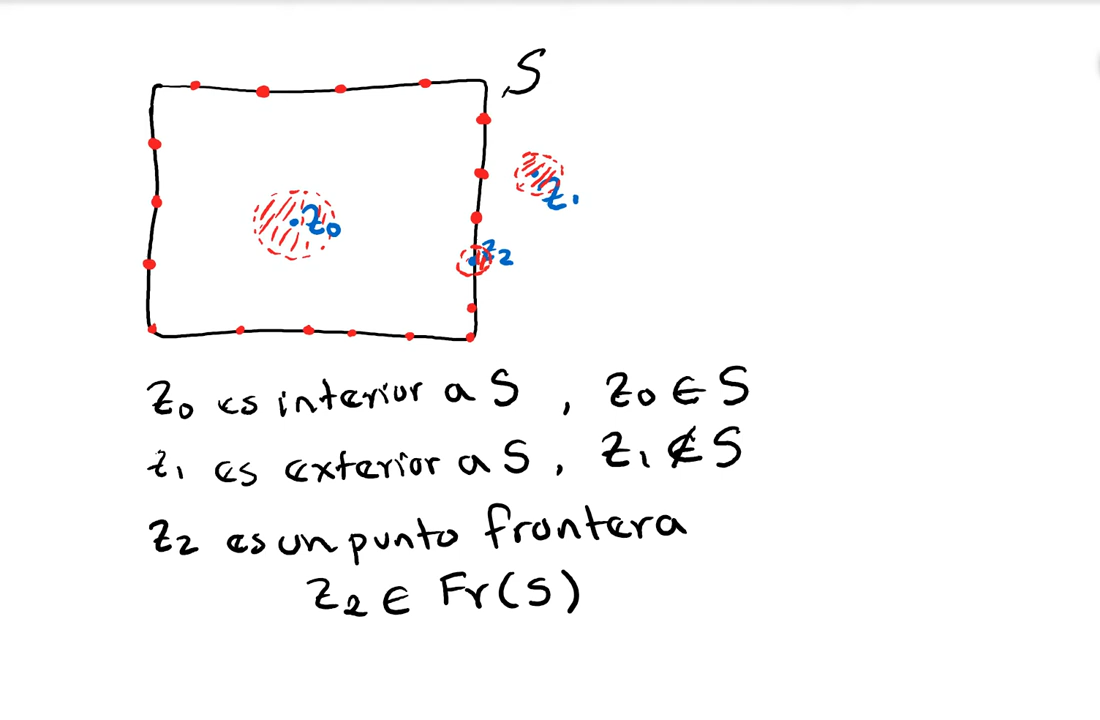 S
z₁
z₀
z₂
z₀ es interior a S , z₀ ∈ S
z₁ es exterior a S , z₁ ∉ S
z₂ es un punto frontera
z₂ ∈ Fr(S)